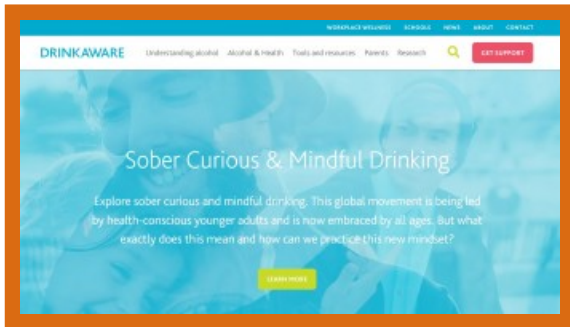 WORKPLACE WELLNESS SCHOOLS NEWS ABOUT CONTACT
DRINKAWARE Understanding alcohol Alcohol & Health Tools and resources Parents Research GET SUPPORT
Sober Curious & Mindful Drinking
Explore sober curious and mindful drinking. This global movement is being led
by health-conscious younger adults and is now embraced by all ages. But what
exactly does this mean and how can we practice this new mindset?
LEARN MORE